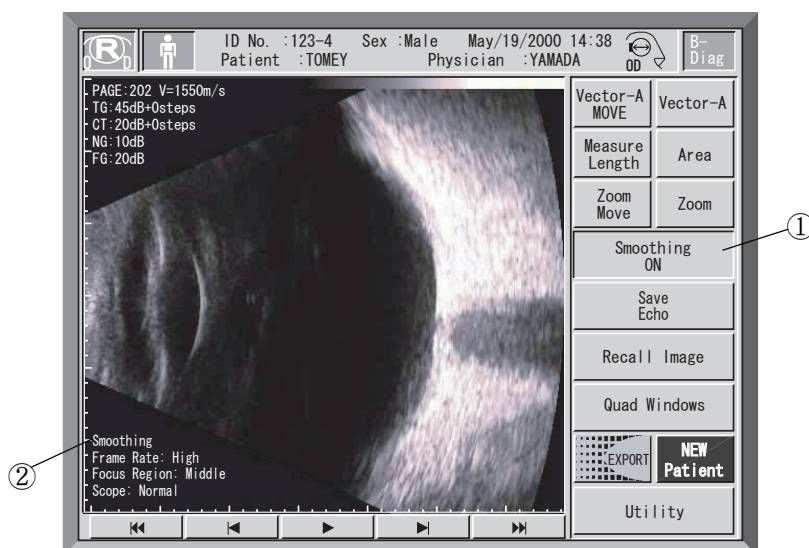 ID No. :123-4 Sex :Male May/19/2000 14:38
Patient :TOMEY Physician :YAMADA
O R D
OD
B-
Diag
PAGE:202 V=1550m/s
TG:45dB+0steps
CT:20dB+0steps
NG:10dB
FG:20dB
Vector-A
MOVE
Vector-A
Measure
Length
Area
Zoom
Move
Zoom
Smoothing
ON
①
Save
Echo
Recall Image
Quad Windows
EXPORT
NEW
Patient
Utility
②
Smoothing
Frame Rate: High
Focus Region: Middle
Scope: Normal